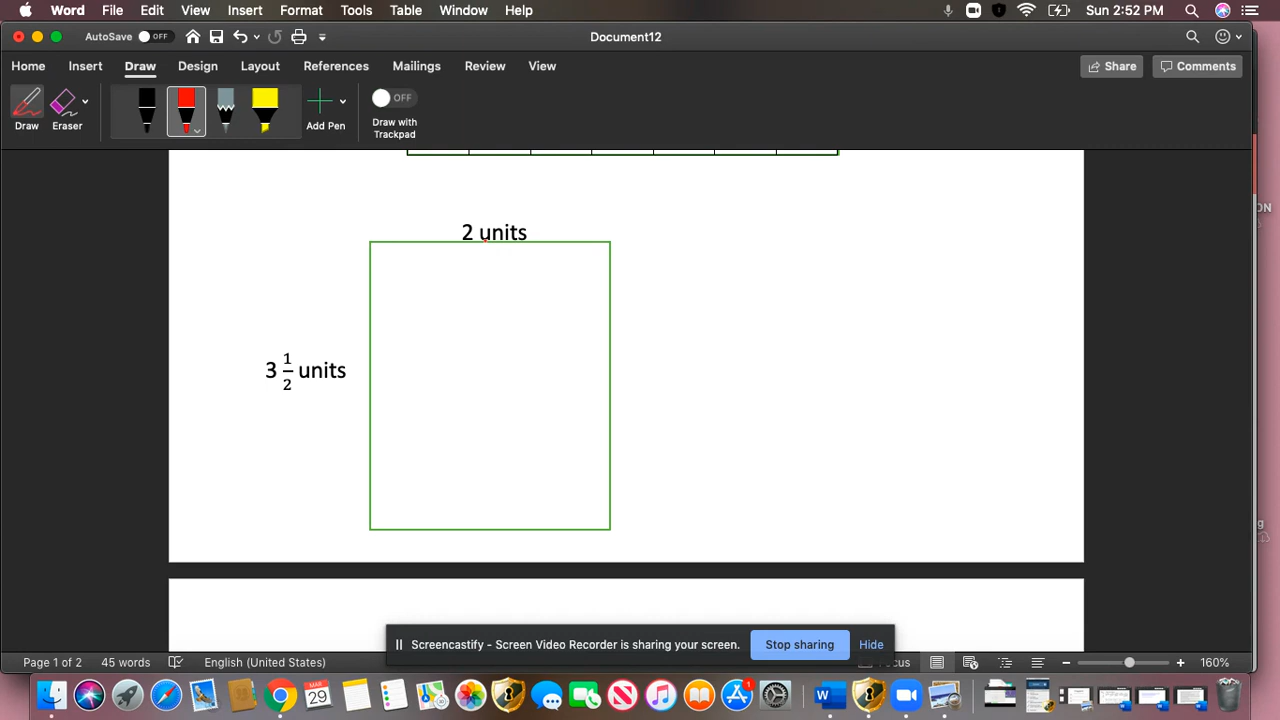 Word File Edit View Insert Format Tools Table Window Help Sun 2:52 PM
AutoSave OFF Document12
Home Insert Draw Design Layout References Mailings Review View Share Comments
Draw Eraser Add Pen OFF Draw with Trackpad
2 units
3 1/2 units
Screencastify - Screen Video Recorder is sharing your screen. Stop sharing Hide
Page 1 of 2 45 words English (United States) 160%
MAR
29
1
W